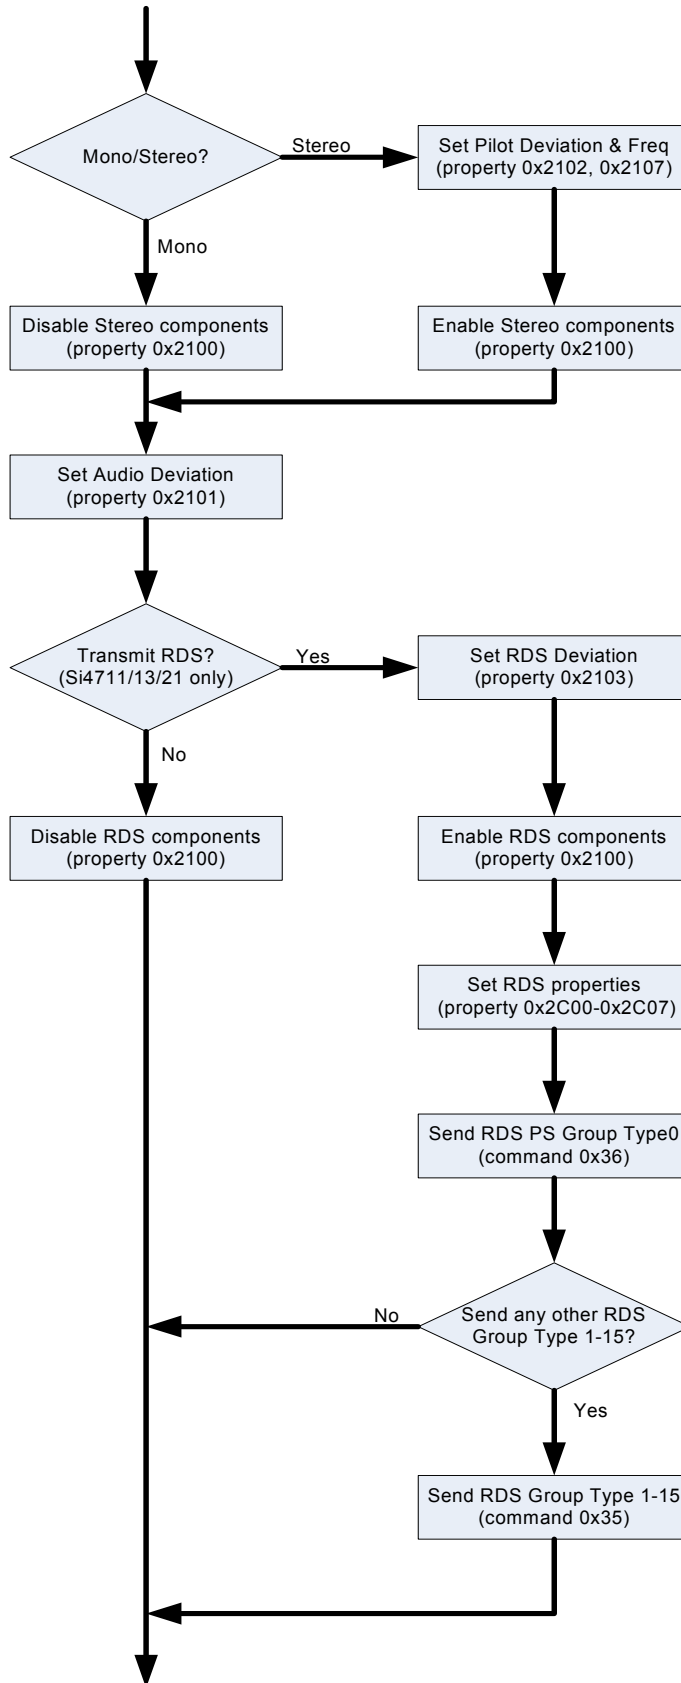 Mono/Stereo?
Stereo
Set Pilot Deviation & Freq
(property 0x2102, 0x2107)
Mono
Disable Stereo components
(property 0x2100)
Enable Stereo components
(property 0x2100)
Set Audio Deviation
(property 0x2101)
Transmit RDS?
(Si4711/13/21 only)
Yes
Set RDS Deviation
(property 0x2103)
No
Disable RDS components
(property 0x2100)
Enable RDS components
(property 0x2100)
Set RDS properties
(property 0x2C00-0x2C07)
Send RDS PS Group Type0
(command 0x36)
No
Send any other RDS
Group Type 1-15?
Yes
Send RDS Group Type 1-15
(command 0x35)